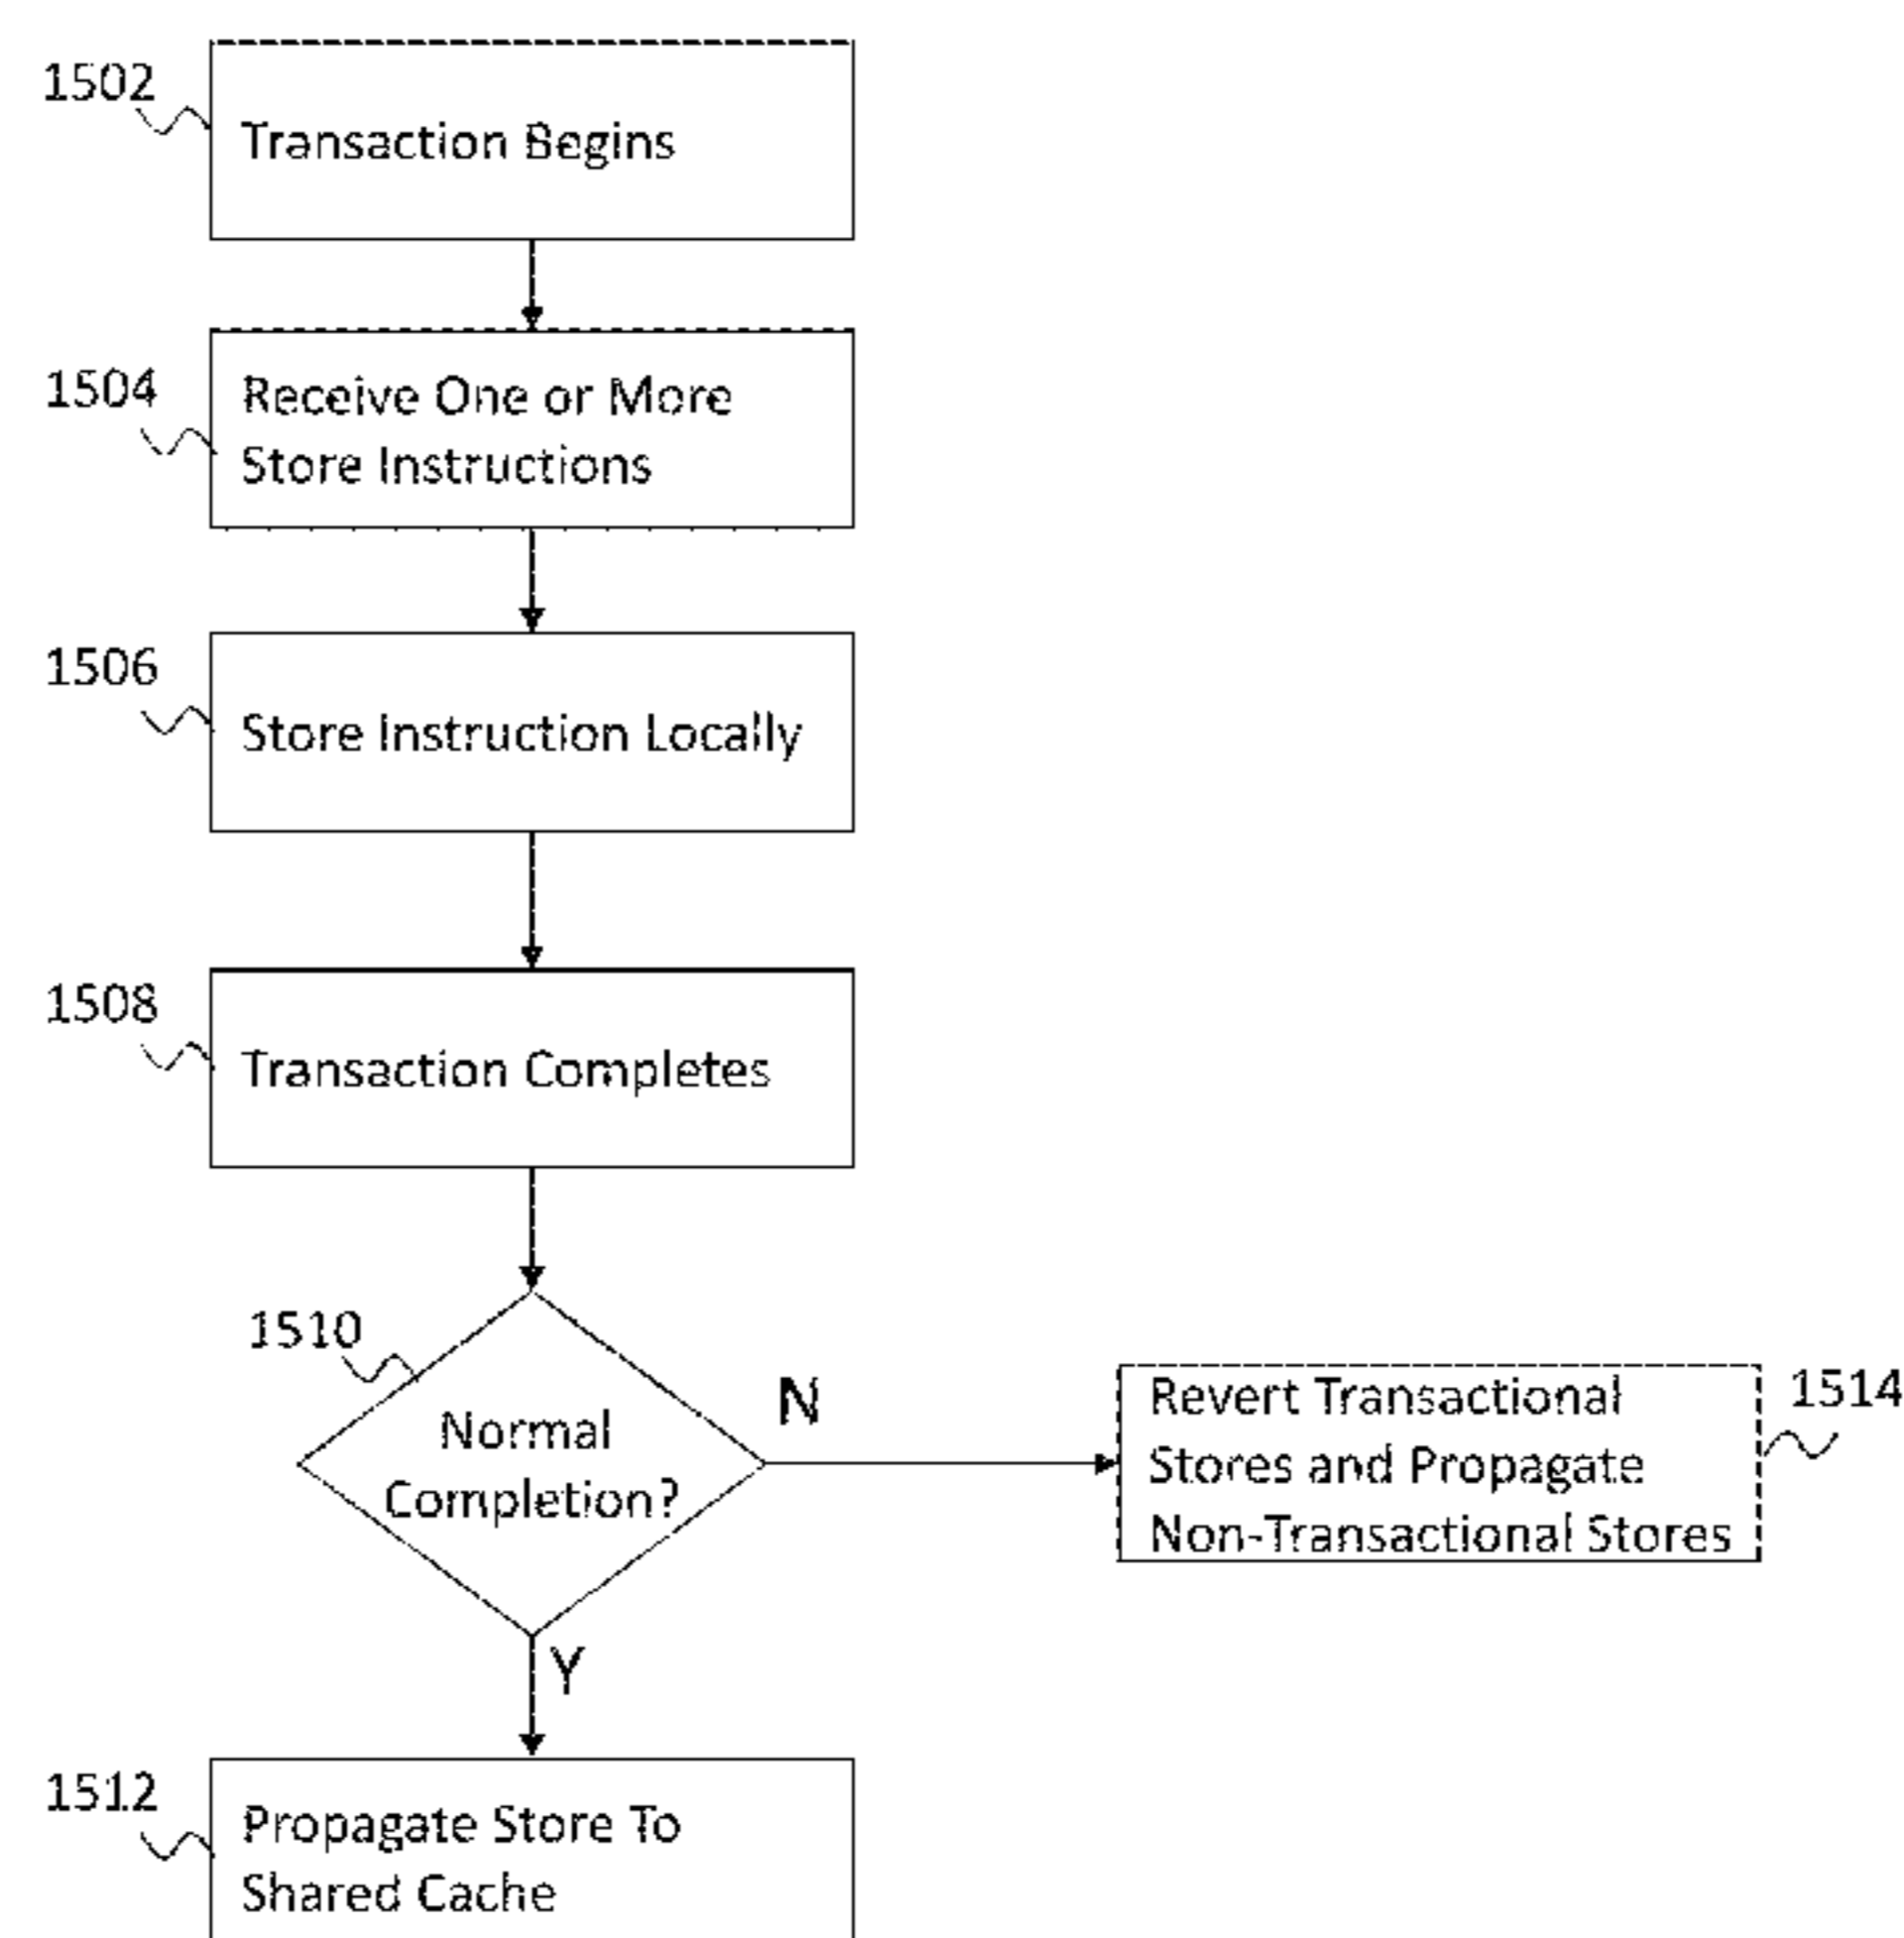 1502
Transaction Begins
1504
Receive One or More
Store Instructions
1506
Store Instruction Locally
1508
Transaction Completes
1510
Normal
Completion?
N
Revert Transactional
Stores and Propagate
Non-Transactional Stores
1514
Y
1512
Propagate Store To
Shared Cache